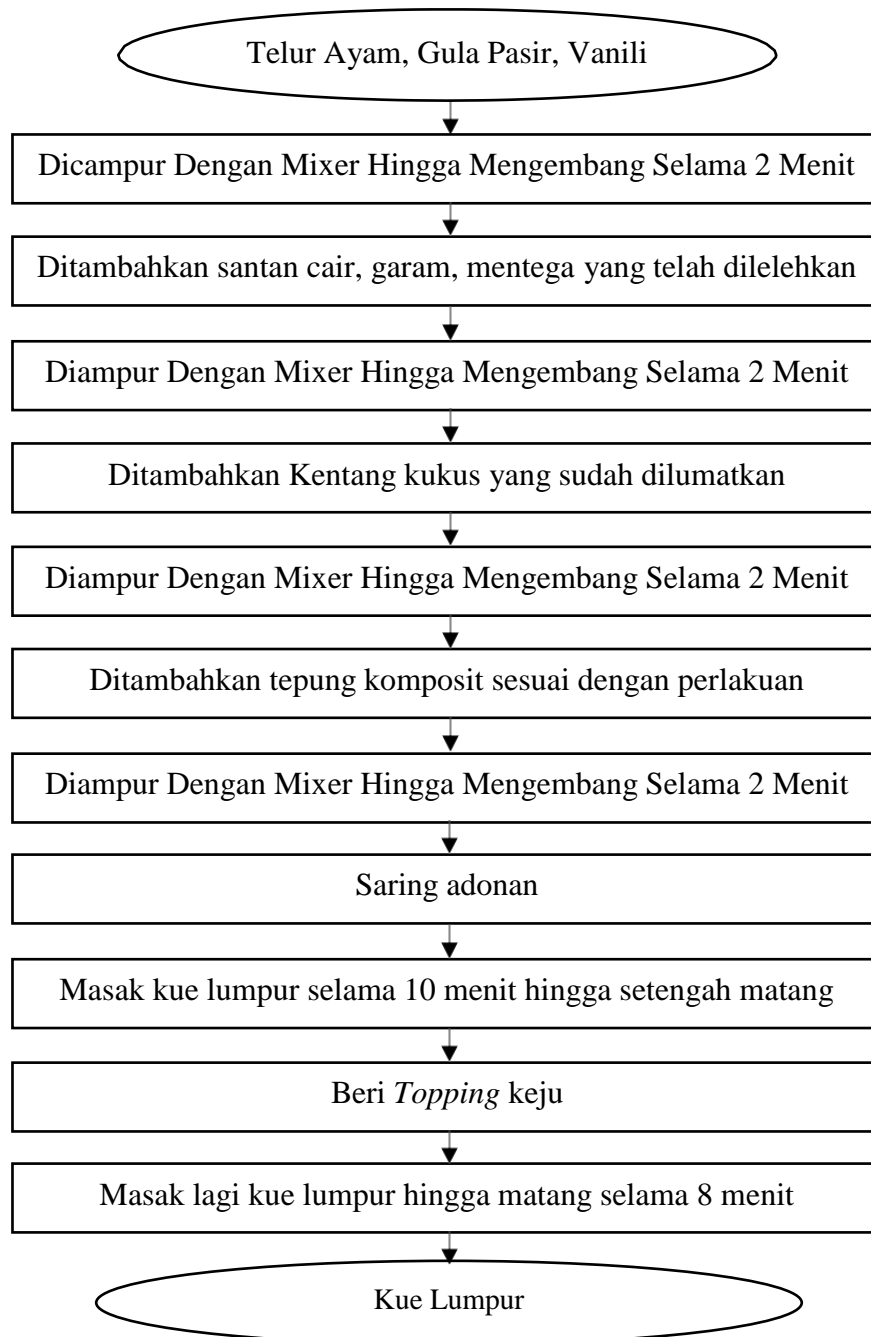 Telur Ayam, Gula Pasir, Vanili
Dicampur Dengan Mixer Hingga Mengembang Selama 2 Menit
Ditambahkan santan cair, garam, mentega yang telah dilelehkan
Diampur Dengan Mixer Hingga Mengembang Selama 2 Menit
Ditambahkan Kentang kukus yang sudah dilumatkan
Diampur Dengan Mixer Hingga Mengembang Selama 2 Menit
Ditambahkan tepung komposit sesuai dengan perlakuan
Diampur Dengan Mixer Hingga Mengembang Selama 2 Menit
Saring adonan
Masak kue lumpur selama 10 menit hingga setengah matang
Beri Topping keju
Masak lagi kue lumpur hingga matang selama 8 menit
Kue Lumpur